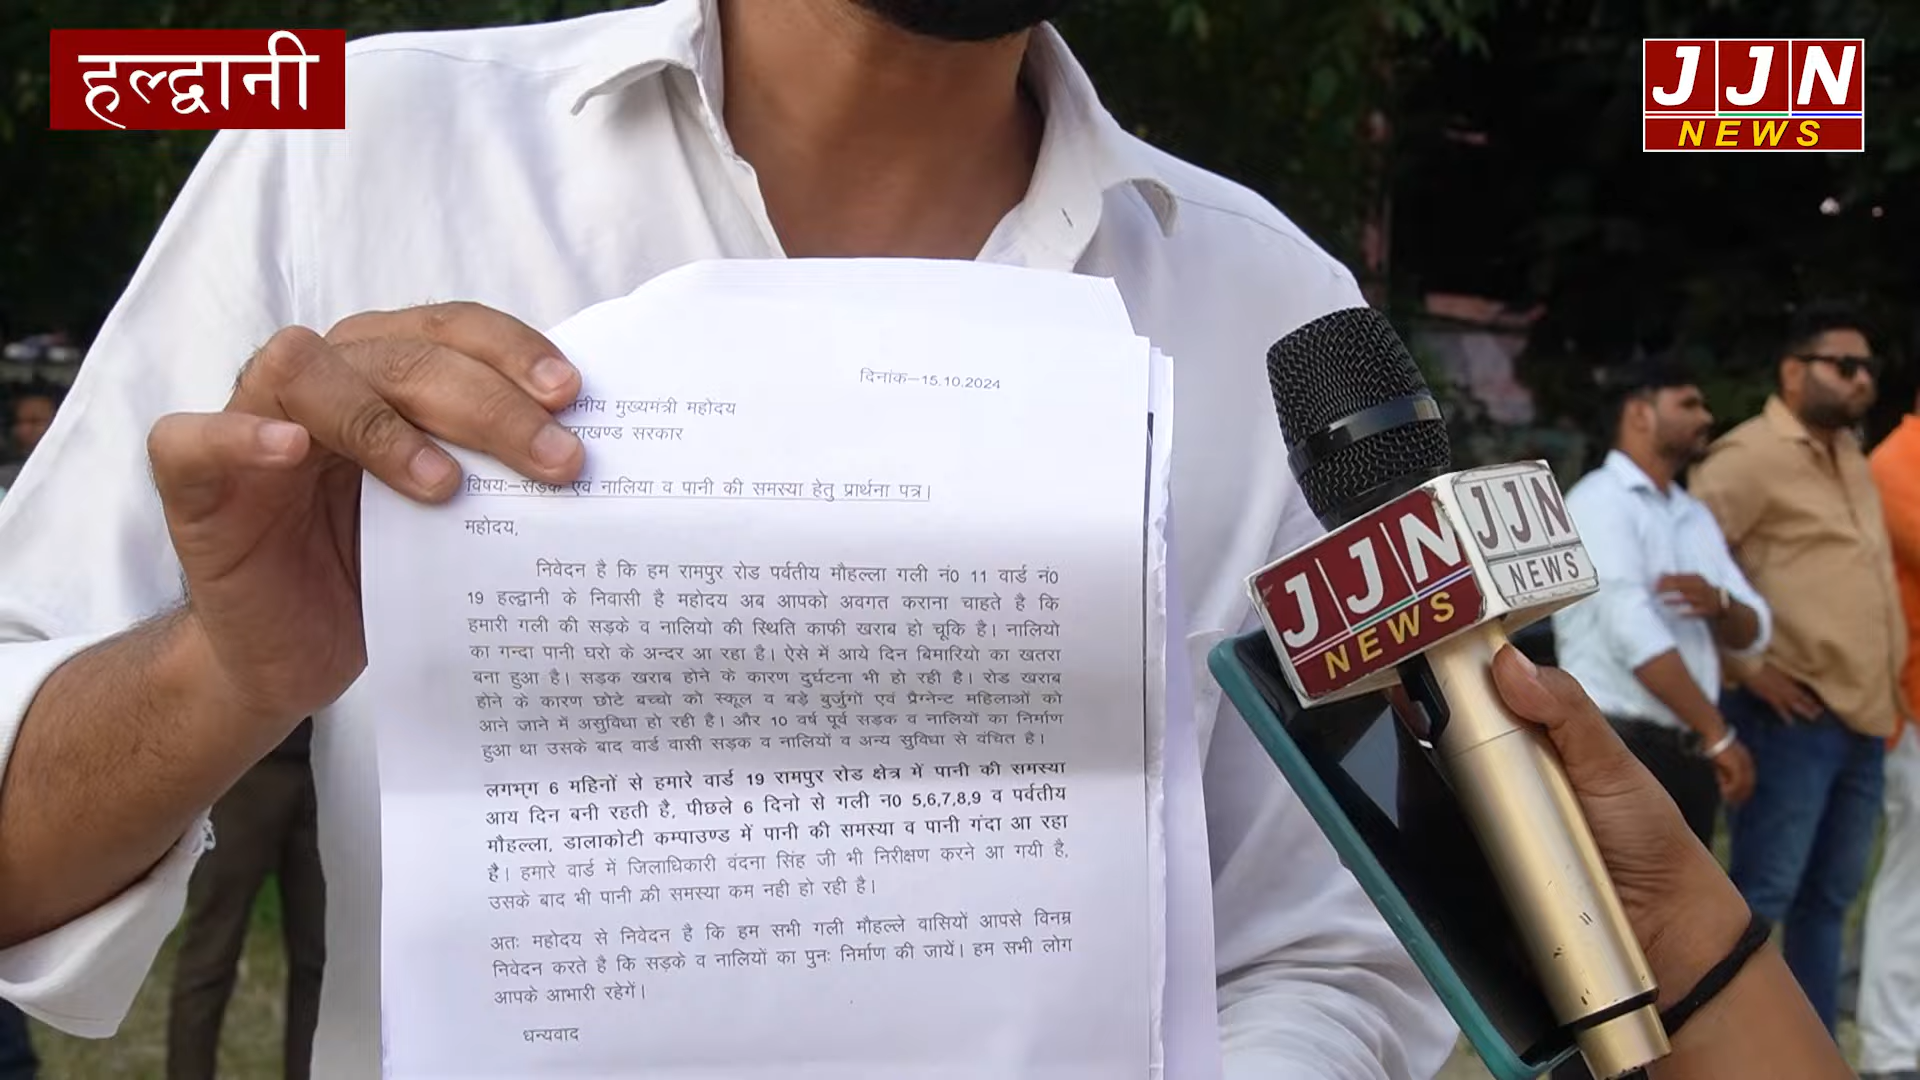 हल्द्वानी
JJN
NEWS
दिनांक–15.10.2024
मुख्यमंत्री महोदय
सरकार
विषयः–सड़क एवं नालिया व पानी की समस्या हेतु प्रार्थना पत्र।
महोदय,
निवेदन है कि हम रामपुर रोड पर्वतीय मौहल्ला गली नं0 11 वार्ड नं0
19 हल्द्वानी के निवासी है महोदय अब आपको अवगत कराना चाहते है कि
हमारी गली की सड़के व नालियो की स्थिति काफी खराब हो चूकि है। नालियो
का गन्दा पानी घरो के अन्दर आ रहा है। ऐसे में आये दिन बिमारियो का खतरा
बना हुआ है। सड़क खराब होने के कारण दुर्घटना भी हो रही है। रोड खराब
होने के कारण छोटे बच्चो को स्कूल व बड़े बुर्जुगों एवं प्रैग्नेन्ट महिलाओं को
आने जाने में असुविधा हो रही है। और 10 वर्ष पूर्व सड़क व नालियों का निर्माण
हुआ था उसके बाद वार्ड वासी सड़क व नालियों व अन्य सुविधा से वंचित है।
लगभ्ग 6 महिनों से हमारे वार्ड 19 रामपुर रोड क्षेत्र में पानी की समस्या
आय दिन बनी रहती है, पीछले 6 दिनो से गली न0 5,6,7,8,9 व पर्वतीय
मौहल्ला, डालाकोटी कम्पाउण्ड में पानी की समस्या व पानी गंदा आ रहा
है। हमारे वार्ड में जिलाधिकारी वंदना सिंह जी भी निरीक्षण करने आ गयी है,
उसके बाद भी पानी की समस्या कम नही हो रही है।
अतः महोदय से निवेदन है कि हम सभी गली मौहल्ले वासियों आपसे विनम्र
निवेदन करते है कि सड़के व नालियों का पुनः निर्माण की जायें। हम सभी लोग
आपके आभारी रहेगें।
धन्यवाद
JJN
NEWS
JJN
NEWS